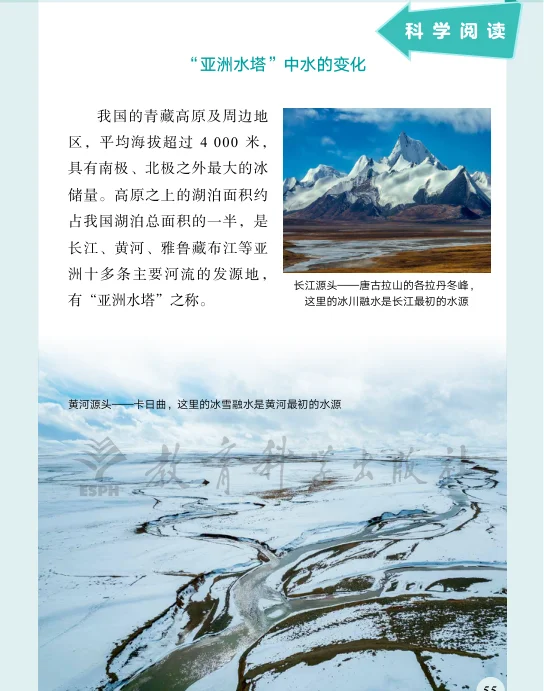 科学阅读
“亚洲水塔”中水的变化
我国的青藏高原及周边地
区，平均海拔超过 4 000 米，
具有南极、北极之外最大的冰
储量。高原之上的湖泊面积约
占我国湖泊总面积的一半，是
长江、黄河、雅鲁藏布江等亚
洲十多条主要河流的发源地，
有“亚洲水塔”之称。
长江源头——唐古拉山的各拉丹冬峰，
这里的冰川融水是长江最初的水源
黄河源头——卡日曲，这里的冰雪融水是黄河最初的水源
ESPH 教育科学出版社
55